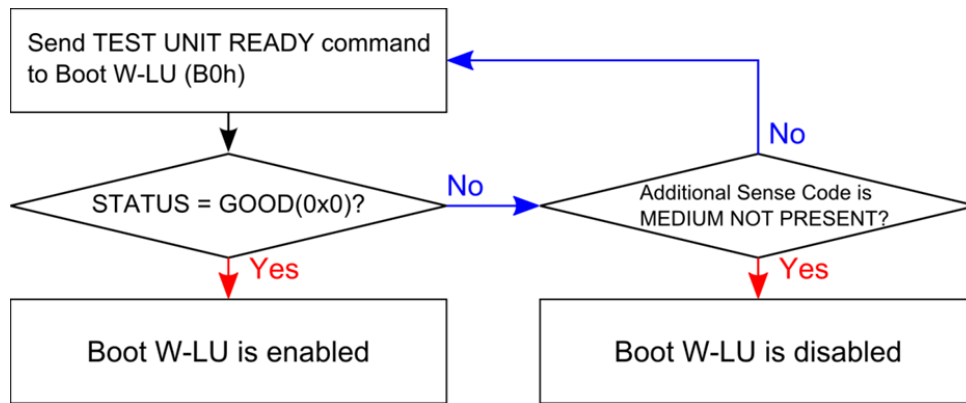 Send TEST UNIT READY command
to Boot W-LU (B0h)
No
STATUS = GOOD(0x0)?
No
Additional Sense Code is
MEDIUM NOT PRESENT?
Yes
Yes
Boot W-LU is enabled
Boot W-LU is disabled